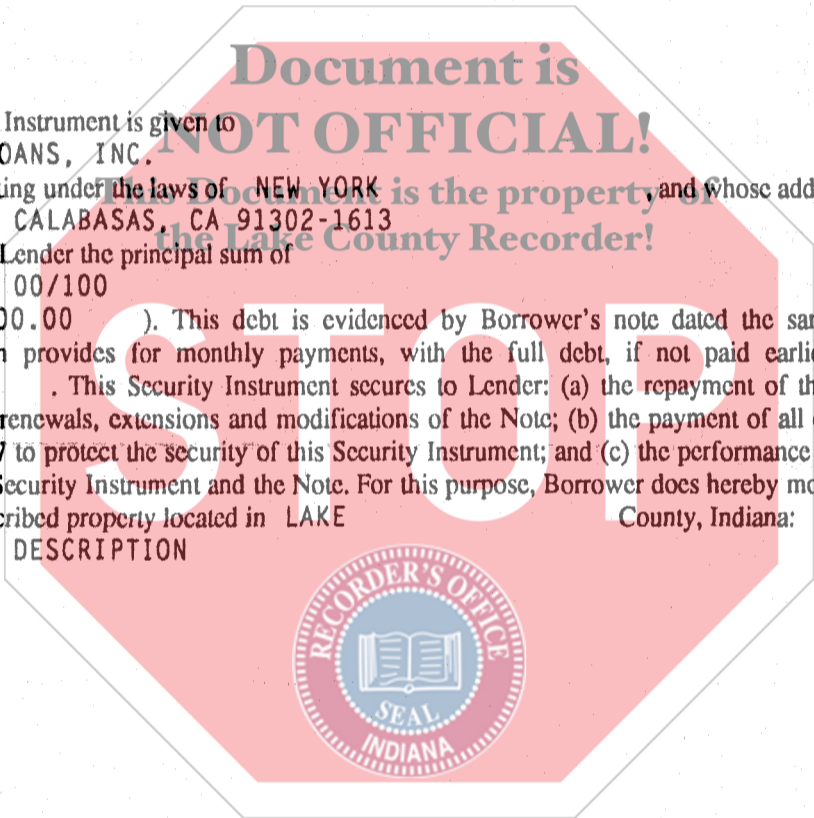 Document is
Instrument is given to
NOT OFFICIAL!
OANS, INC.
ting under the laws of NEW YORK , and whose add
This Document is the property of
CALABASAS, CA 91302-1613
the Lake County Recorder!
Lender the principal sum of
00/100
00.00 ). This debt is evidenced by Borrower's note dated the sam
n provides for monthly payments, with the full debt, if not paid earlie
. This Security Instrument secures to Lender: (a) the repayment of th
renewals, extensions and modifications of the Note; (b) the payment of all
7 to protect the security of this Security Instrument; and (c) the performance
Security Instrument and the Note. For this purpose, Borrower does hereby mo
cribed property located in LAKE County, Indiana:
DESCRIPTION
STOP
RECORDER'S OFFICE
SEAL
INDIANA